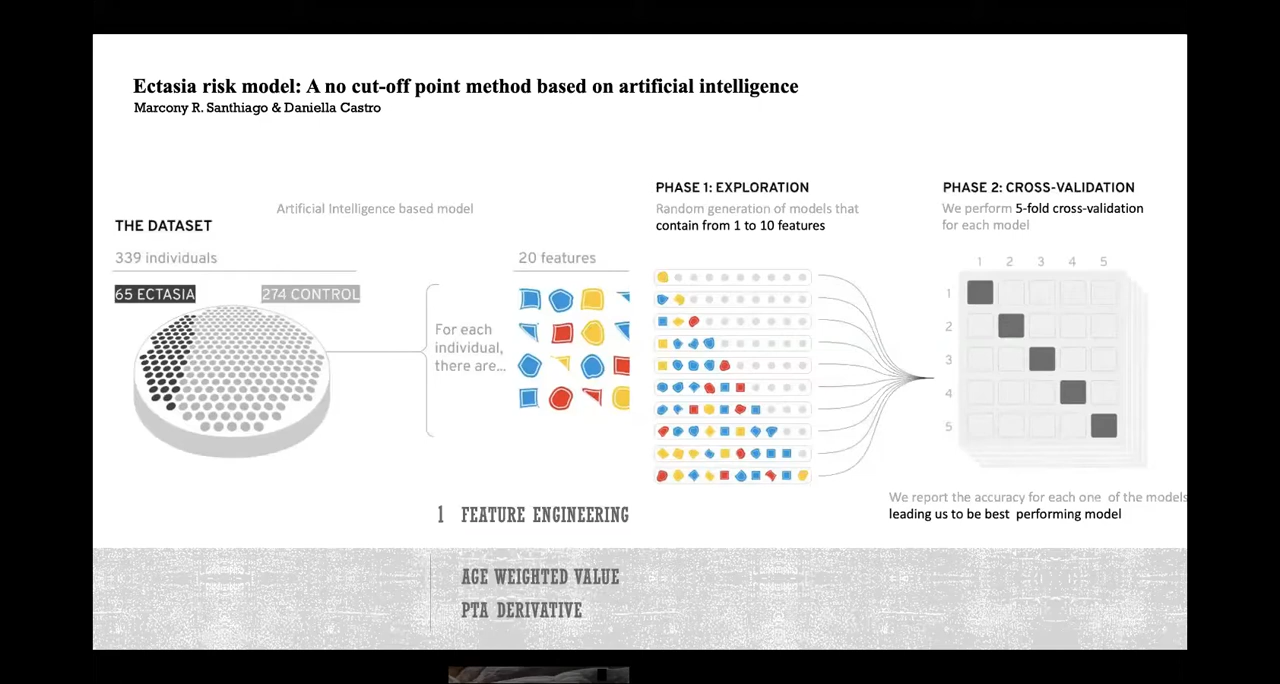 Ectasia risk model: A no cut-off point method based on artificial intelligence
Marcony R. Santhiago & Daniella Castro
Artificial Intelligence based model
THE DATASET
339 individuals
65 ECTASIA
274 CONTROL
For each
individual,
there are...
20 features
PHASE 1: EXPLORATION
Random generation of models that
contain from 1 to 10 features
PHASE 2: CROSS-VALIDATION
We perform 5-fold cross-validation
for each model
1 2 3 4 5
1
2
3
4
5
We report the accuracy for each one of the models
leading us to be best performing model
1 FEATURE ENGINEERING
AGE WEIGHTED VALUE
PTA DERIVATIVE